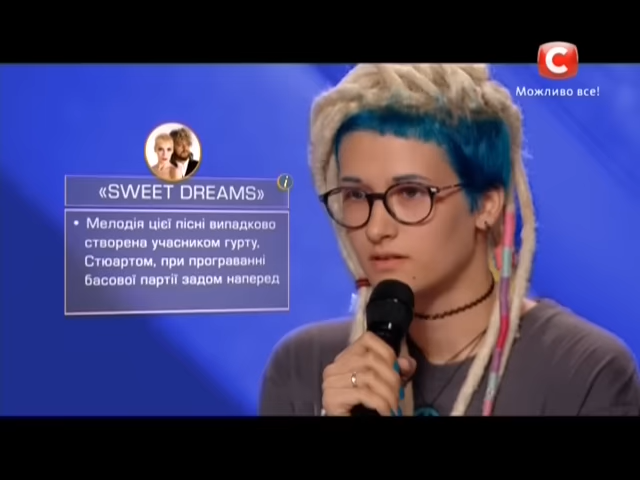 С
Можливо все!
«SWEET DREAMS»
i
• Мелодія цієї пісні випадково
створена учасником гурту,
Стюартом, при програванні
басової партії задом наперед